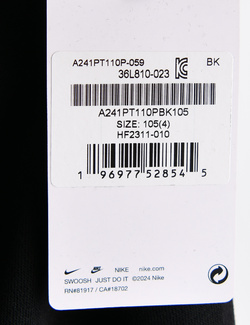 A241PT110P-059 BK
36L810-023
A241PT110PBK105
SIZE: 105(4)
HF2311-010
1 96977 52854 5
NIKE nike.com
SWOOSH JUST DO IT ©2024 Nike
RN#81917 / CA#18702